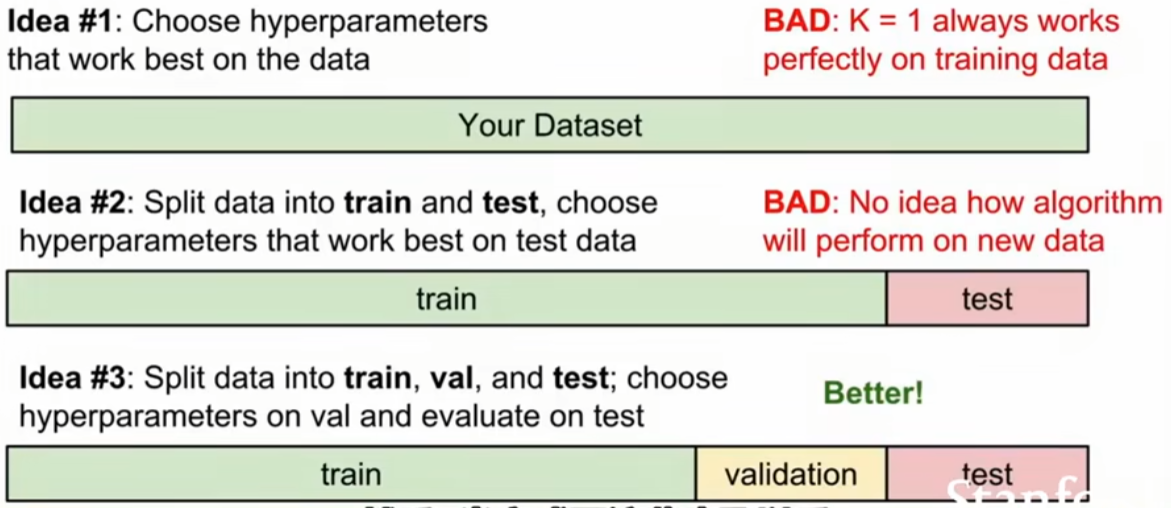 Idea #1: Choose hyperparameters
that work best on the data
BAD: K = 1 always works
perfectly on training data
Your Dataset
Idea #2: Split data into train and test, choose
hyperparameters that work best on test data
BAD: No idea how algorithm
will perform on new data
train test
Idea #3: Split data into train, val, and test; choose
hyperparameters on val and evaluate on test
Better!
train validation test